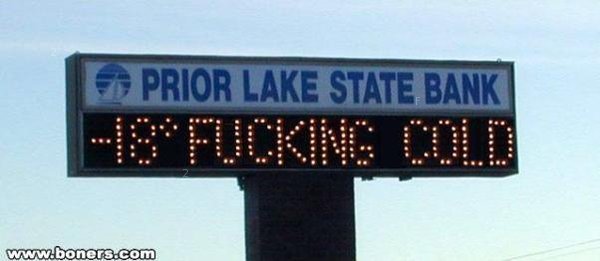 PRIOR LAKE STATE BANK
-18° FUCKING COLD
www.boners.com